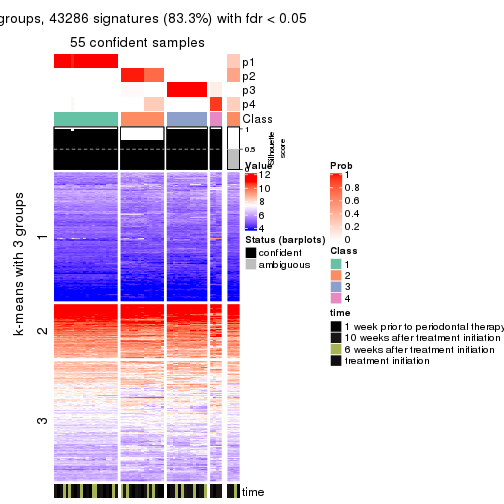 groups, 43286 signatures (83.3%) with fdr < 0.05
55 confident samples
p1
p2
p3
p4
Class
1
0.5
0
Silhouette
score
k-means with 3 groups
1
2
3
time
Value
12
10
8
6
4
Status (barplots)
confident
ambiguous
Prob
1
0.8
0.6
0.4
0.2
0
Class
1
2
3
4
time
1 week prior to periodontal therapy
10 weeks after treatment initiation
6 weeks after treatment initiation
treatment initiation